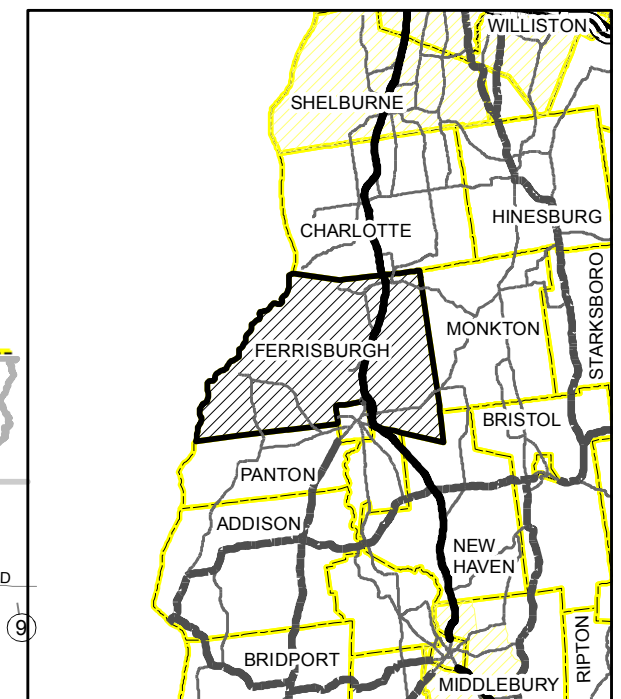 WILLISTON
SHELBURNE
CHARLOTTE
HINESBURG
STARKSBORO
MONKTON
FERRISBURGH
BRISTOL
PANTON
ADDISON
NEW
HAVEN
D
9
BRIDPORT
RIPTON
MIDDLEBURY